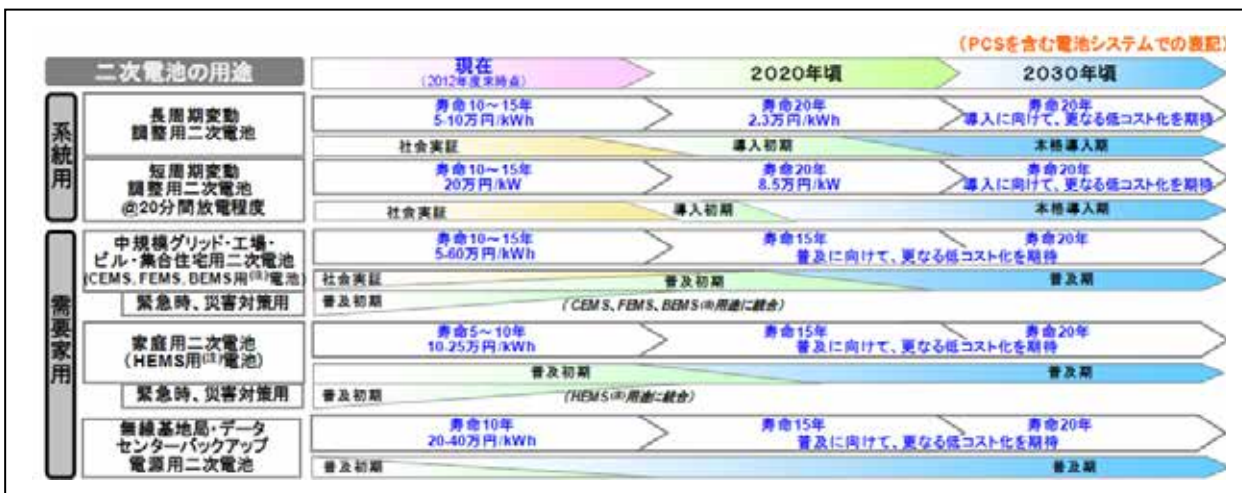 (PCSを含む電池システムでの表記)
二次電池の用途
現在
(2012年度末時点)
2020年頃
2030年頃
系統用
長周期変動
調整用二次電池
寿命10～15年
5-10万円/kWh
寿命20年
2.3万円/kWh
寿命20年
導入に向けて、更なる低コスト化を期待
社会実証
導入初期
本格導入期
短周期変動
調整用二次電池
@20分間放電程度
寿命10～15年
20万円/kW
寿命20年
8.5万円/kW
寿命20年
導入に向けて、更なる低コスト化を期待
社会実証
導入初期
本格導入期
需要家用
中規模グリッド・工場・
ビル・集合住宅用二次電池
(CEMS, FEMS, BEMS用(注)電池)
寿命10～15年
5-60万円/kWh
寿命15年
寿命20年
普及に向けて、更なる低コスト化を期待
社会実証
普及初期
普及期
緊急時、災害対策用
普及初期
(CEMS、FEMS、BEMS(注)用途に統合)
家庭用二次電池
(HEMS用(注)電池)
寿命5～10年
10-25万円/kWh
寿命15年
寿命20年
普及に向けて、更なる低コスト化を期待
普及初期
普及期
緊急時、災害対策用
普及初期
(HEMS(注)用途に統合)
無線基地局・データ
センターバックアップ
電源用二次電池
寿命10年
20-40万円/kWh
寿命15年
寿命20年
普及に向けて、更なる低コスト化を期待
普及初期
普及期